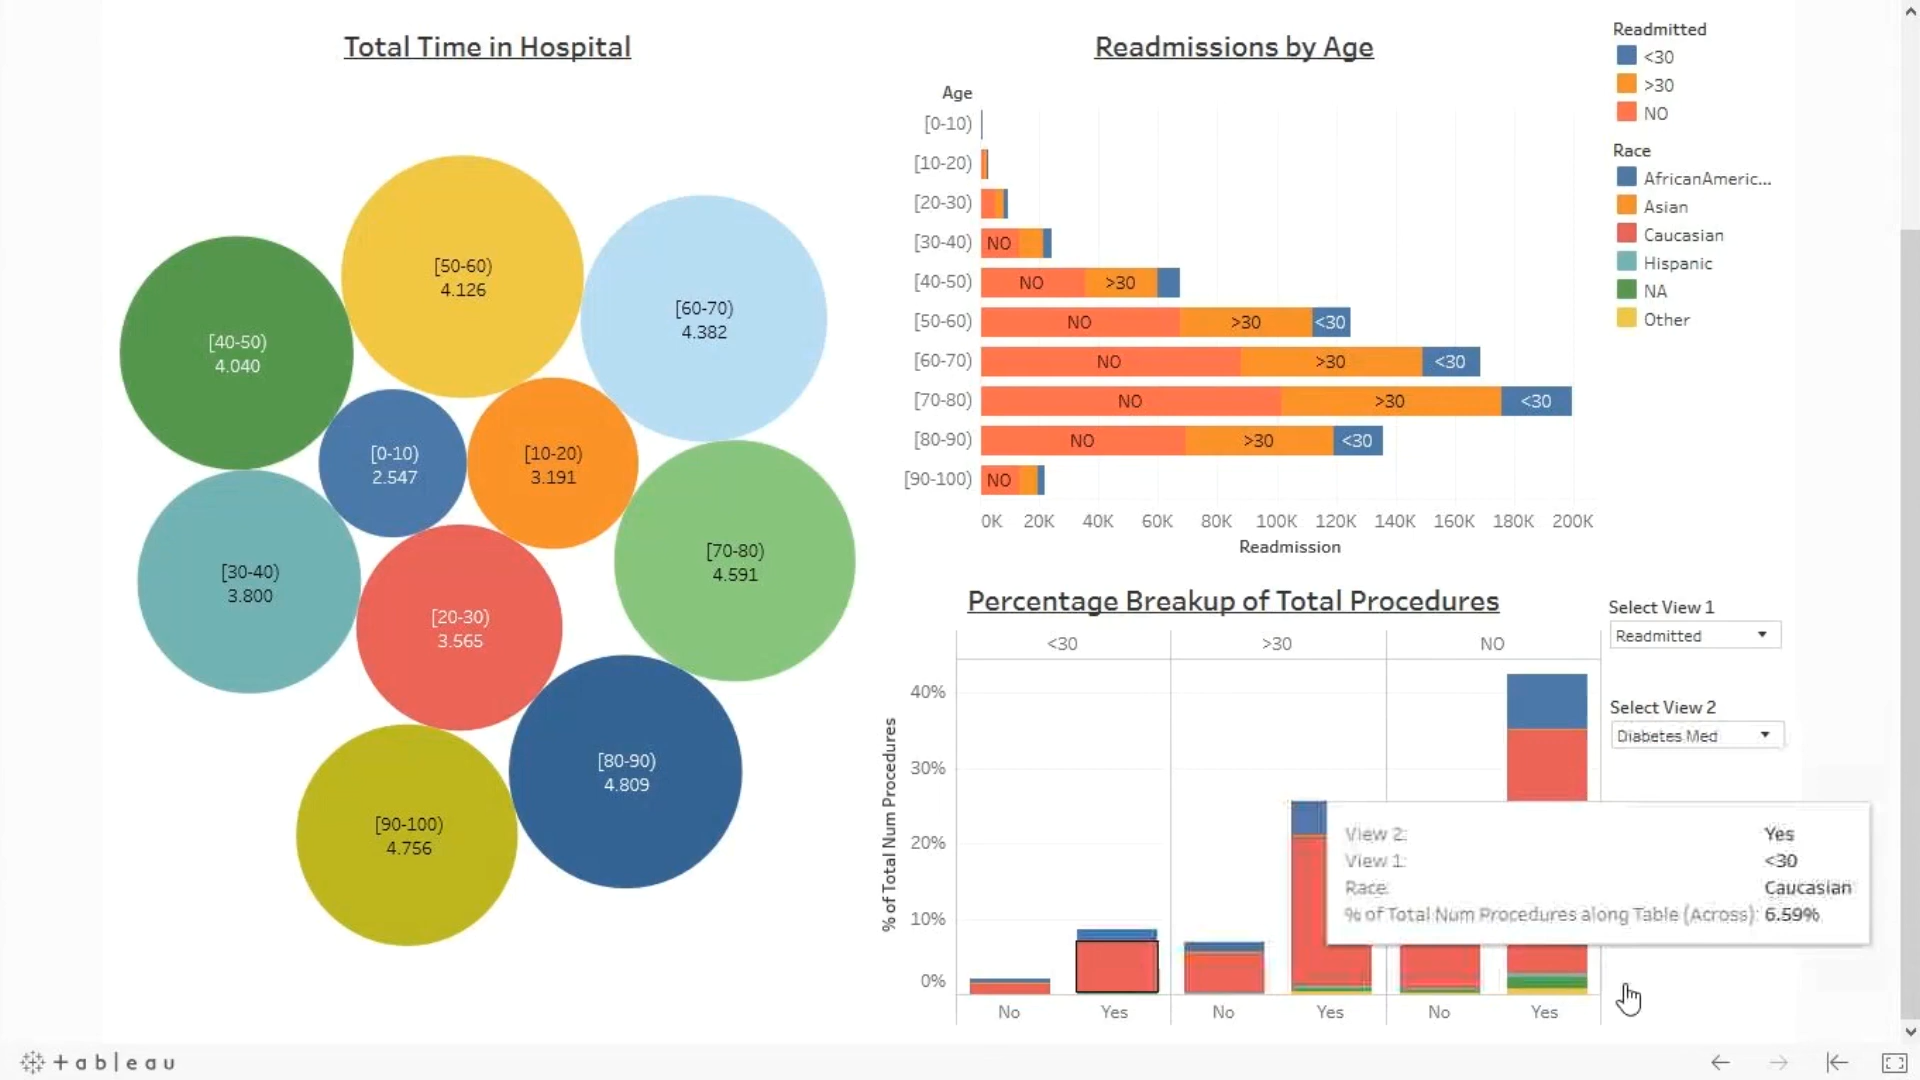 Total Time in Hospital
[50-60)
4.126
[60-70)
4.382
[40-50)
4.040
[0-10)
2.547
[10-20)
3.191
[70-80)
4.591
[30-40)
3.800
[20-30)
3.565
[80-90)
4.809
[90-100)
4.756
Readmissions by Age
Age
[0-10)
[10-20)
[20-30)
[30-40) NO
[40-50) NO >30
[50-60) NO >30 <30
[60-70) NO >30 <30
[70-80) NO >30 <30
[80-90) NO >30 <30
[90-100) NO
0K 20K 40K 60K 80K 100K 120K 140K 160K 180K 200K
Readmission
Readmitted
<30
>30
NO
Race
AfricanAmeric...
Asian
Caucasian
Hispanic
NA
Other
Percentage Breakup of Total Procedures
<30 >30 NO
% of Total Num Procedures
40%
30%
20%
10%
0%
No Yes No Yes No Yes
Select View 1
Readmitted
Select View 2
Diabetes Med
View 2: Yes
View 1: <30
Race: Caucasian
% of Total Num Procedures along Table (Across): 6.59%
+ a b | e a u